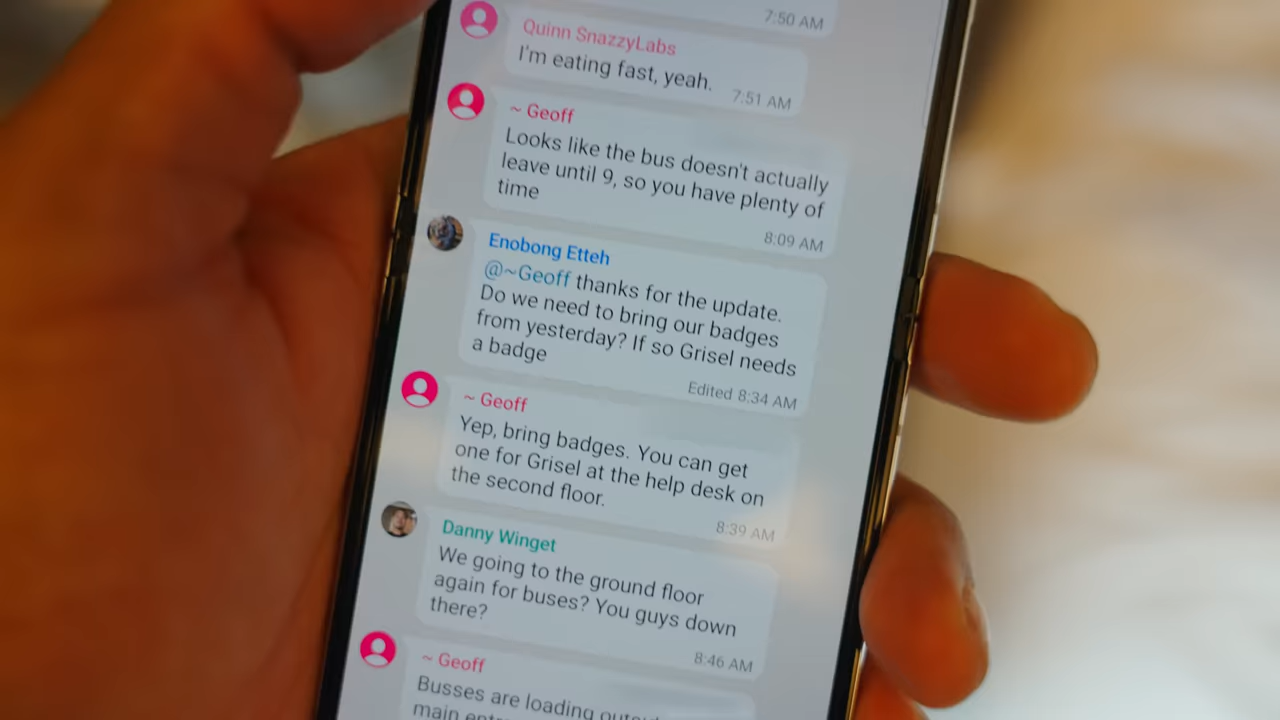 7:50 AM
Quinn SnazzyLabs
I'm eating fast, yeah.
7:51 AM
~ Geoff
Looks like the bus doesn't actually
leave until 9, so you have plenty of
time
8:09 AM
Enobong Etteh
@~Geoff thanks for the update.
Do we need to bring our badges
from yesterday? If so Grisel needs
a badge
Edited 8:34 AM
~ Geoff
Yep, bring badges. You can get
one for Grisel at the help desk on
the second floor.
8:39 AM
Danny Winget
We going to the ground floor
again for buses? You guys down
there?
8:46 AM
~ Geoff
Busses are loading
main